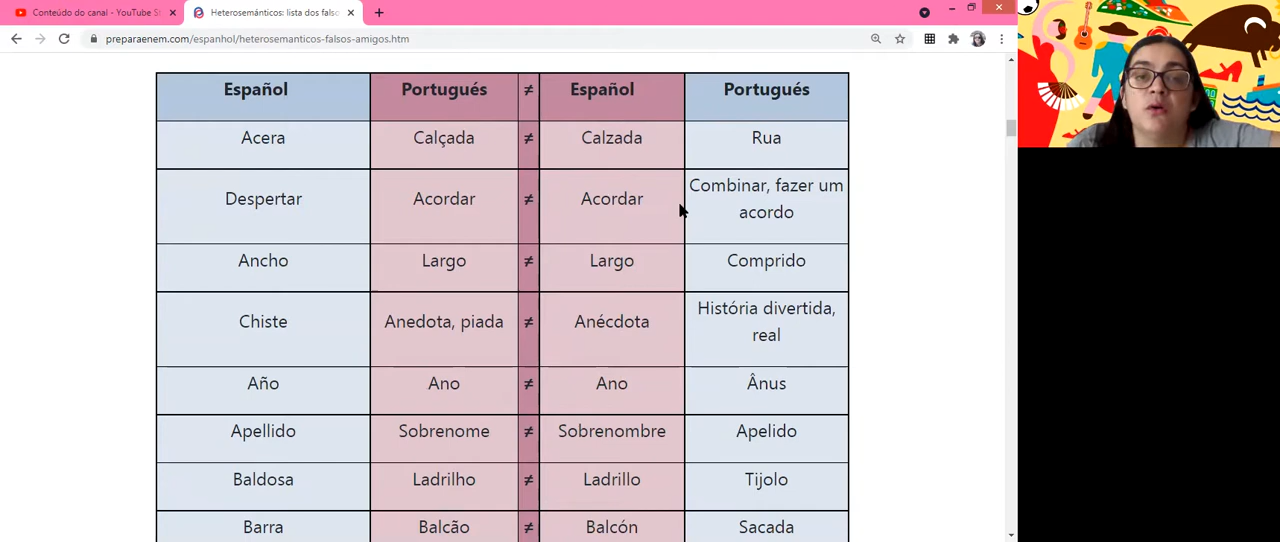 Conteúdo do canal - YouTube St
Heterosemánticos: lista dos falso
preparaenem.com/espanhol/heterosemanticos-falsos-amigos.htm
Español Portugués ≠ Español Portugués
Acera Calçada ≠ Calzada Rua
Despertar Acordar ≠ Acordar Combinar, fazer um
acordo
Ancho Largo ≠ Largo Comprido
Chiste Anedota, piada ≠ Anécdota História divertida,
real
Año Ano ≠ Ano Ânus
Apellido Sobrenome ≠ Sobrenombre Apelido
Baldosa Ladrilho ≠ Ladrillo Tijolo
Barra Balcão ≠ Balcón Sacada